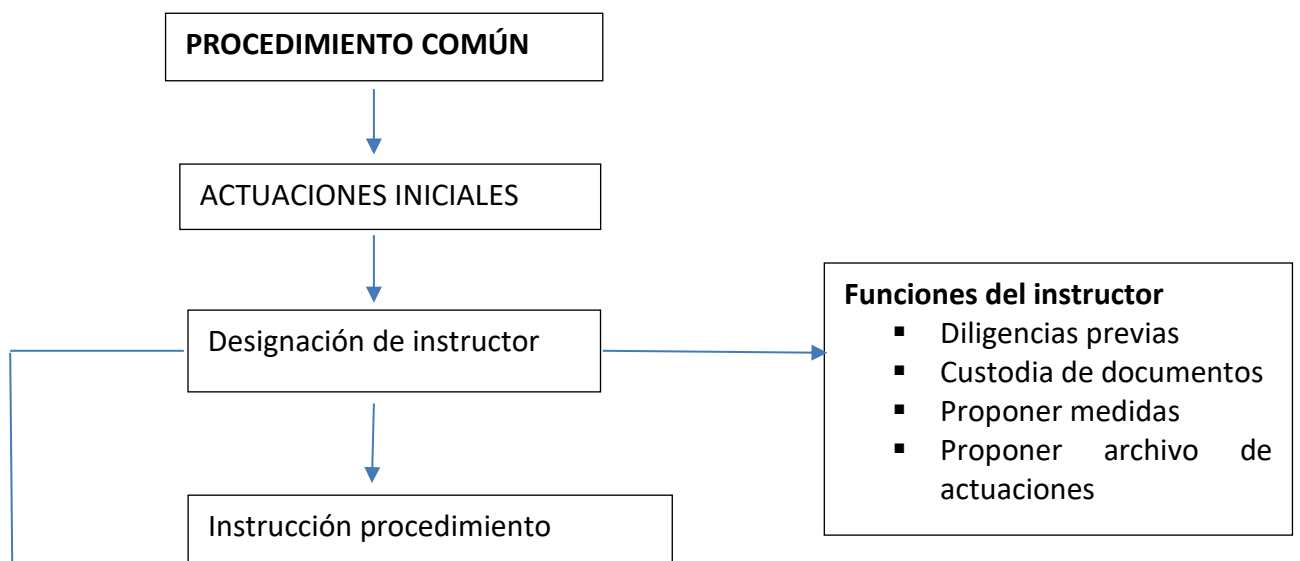 PROCEDIMIENTO COMÚN
ACTUACIONES INICIALES
Designación de instructor
Funciones del instructor
▪ Diligencias previas
▪ Custodia de documentos
▪ Proponer medidas
▪ Proponer archivo de
actuaciones
Instrucción procedimiento